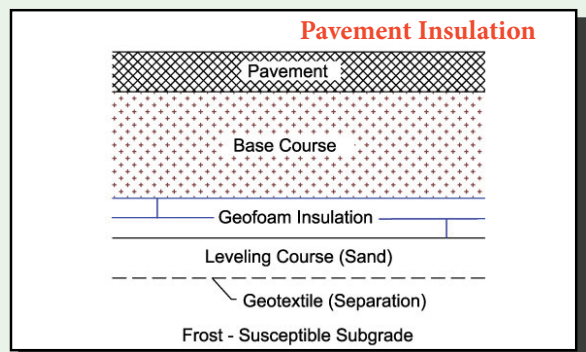 Pavement Insulation
Pavement
Base Course
Geofoam Insulation
Leveling Course (Sand)
Geotextile (Separation)
Frost - Susceptible Subgrade